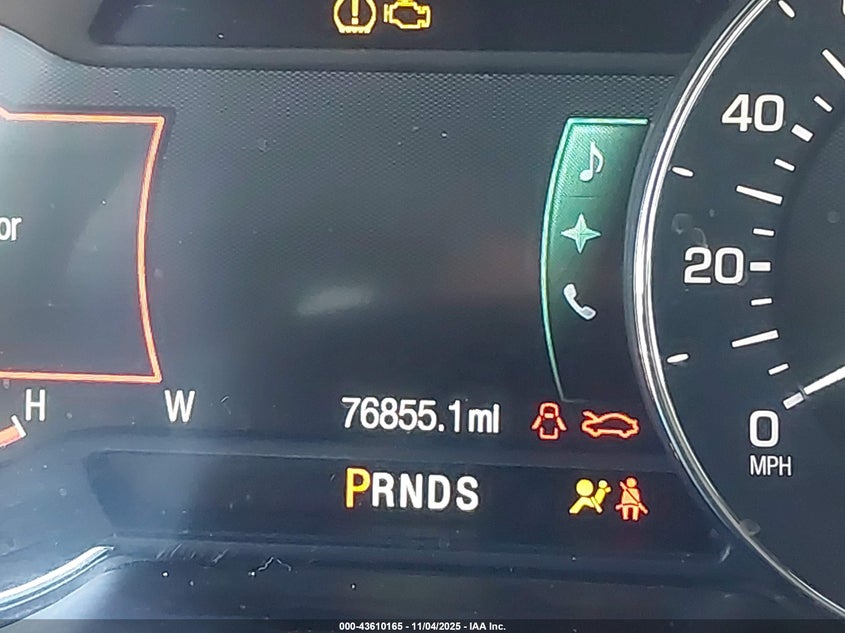 40
or
20
H
W
76855.1mi
0
MPH
PRNDS
000-43610165 - 11/04/2025 - IAA Inc.